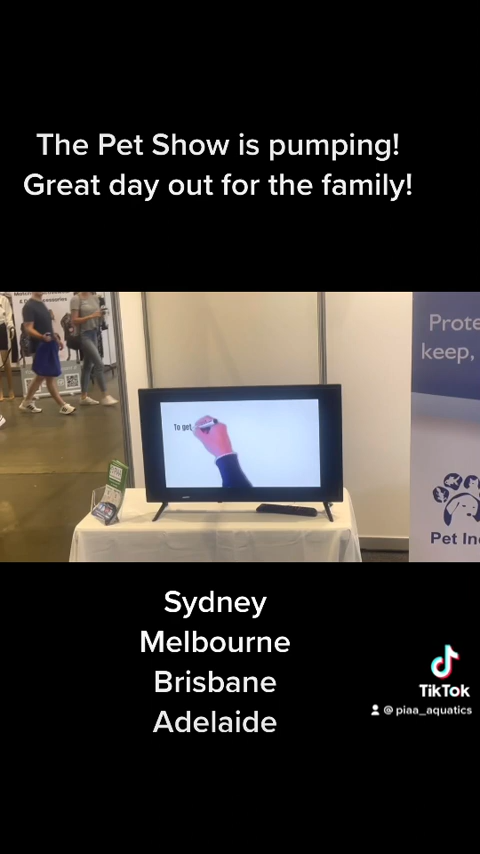 The Pet Show is pumping!
Great day out for the family!
& D
ccessories
Prote
keep,
To get
Pet In
Sydney
Melbourne
Brisbane
Adelaide
TikTok
@ piaa_aquatics